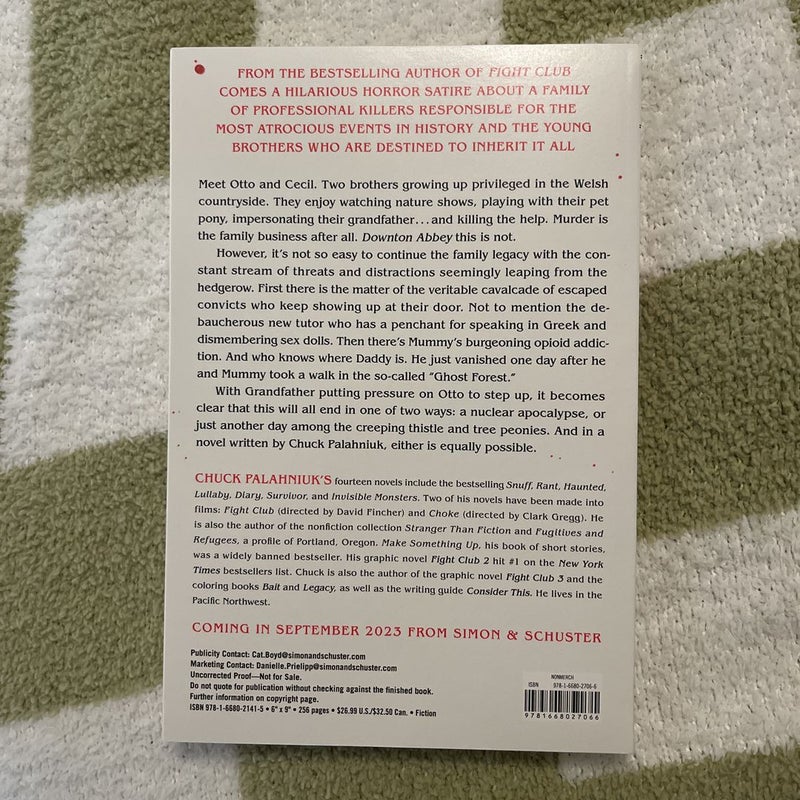 FROM THE BESTSELLING AUTHOR OF FIGHT CLUB
COMES A HILARIOUS HORROR SATIRE ABOUT A FAMILY
OF PROFESSIONAL KILLERS RESPONSIBLE FOR THE
MOST ATROCIOUS EVENTS IN HISTORY AND THE YOUNG
BROTHERS WHO ARE DESTINED TO INHERIT IT ALL
Meet Otto and Cecil. Two brothers growing up privileged in the Welsh
countryside. They enjoy watching nature shows, playing with their pet
pony, impersonating their grandfather...and killing the help. Murder is
the family business after all. Downton Abbey this is not.
However, it's not so easy to continue the family legacy with the con-
stant stream of threats and distractions seemingly leaping from the
hedgerow. First there is the matter of the veritable cavalcade of escaped
convicts who keep showing up at their door. Not to mention the de-
baucherous new tutor who has a penchant for speaking in Greek and
dismembering sex dolls. Then there's Mummy's burgeoning opioid addic-
tion. And who knows where Daddy is. He just vanished one day after he
and Mummy took a walk in the so-called "Ghost Forest."
With Grandfather putting pressure on Otto to step up, it becomes
clear that this will all end in one of two ways: a nuclear apocalypse, or
just another day among the creeping thistle and tree peonies. And in a
novel written by Chuck Palahniuk, either is equally possible.
CHUCK PALAHNIUK'S fourteen novels include the bestselling Snuff, Rant, Haunted,
Lullaby, Diary, Survivor, and Invisible Monsters. Two of his novels have been made into
films: Fight Club (directed by David Fincher) and Choke (directed by Clark Gregg). He
is also the author of the nonfiction collection Stranger Than Fiction and Fugitives and
Refugees, a profile of Portland, Oregon. Make Something Up, his book of short stories,
was a widely banned bestseller. His graphic novel Fight Club 2 hit #1 on the New York
Times bestsellers list. Chuck is also the author of the graphic novel Fight Club 3 and the
coloring books Bait and Legacy, as well as the writing guide Consider This. He lives in the
Pacific Northwest.
COMING IN SEPTEMBER 2023 FROM SIMON & SCHUSTER
Publicity Contact: Cat.Boyd@simonandschuster.com
Marketing Contact: Danielle.Prielipp@simonandschuster.com
Uncorrected Proof—Not for Sale.
Do not quote for publication without checking against the finished book.
Further information on copyright page.
ISBN 978-1-6680-2141-5 • 6" x 9" • 256 pages • $26.99 U.S./$32.50 Can. • Fiction
NONMERCH
ISBN 978-1-6680-2706-6
9781668027066